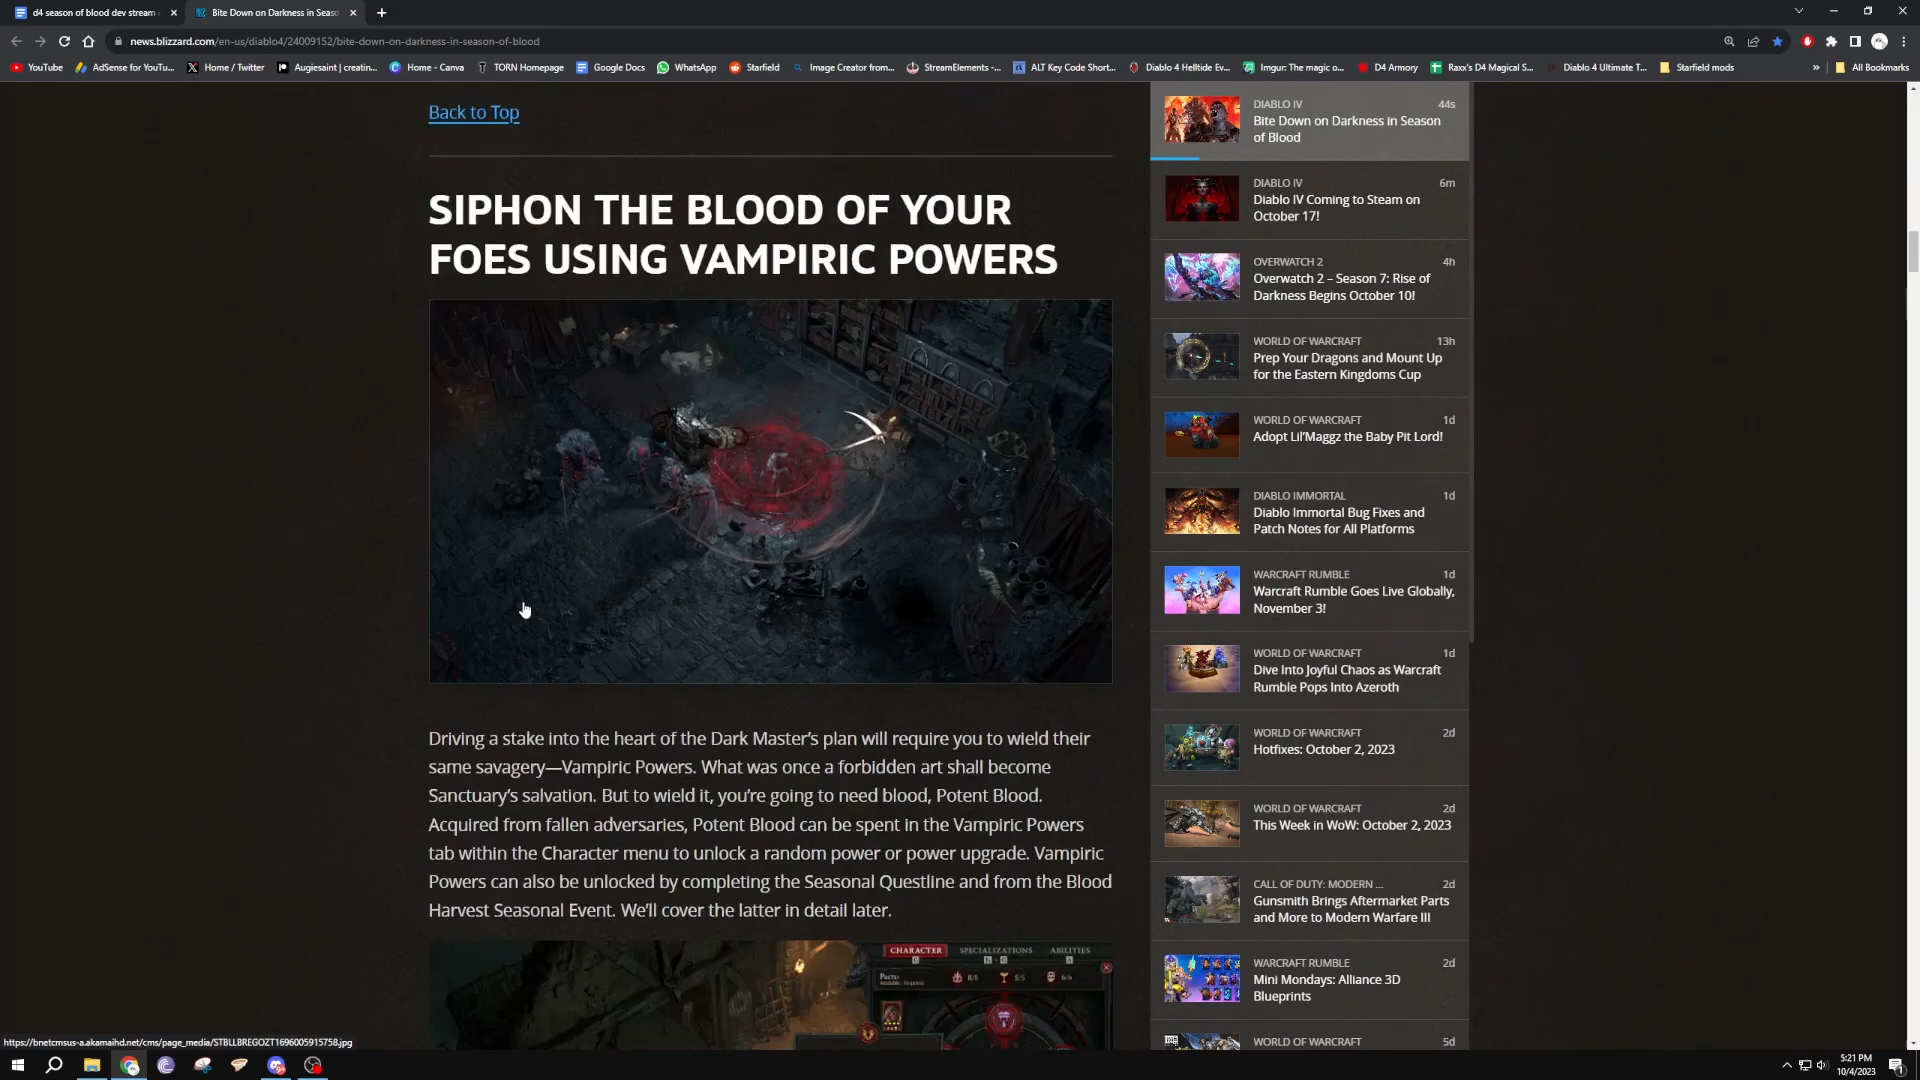 d4 season of blood dev stream
Bite Down on Darkness in Seaso
news.blizzard.com/en-us/diablo4/24009152/bite-down-on-darkness-in-season-of-blood
YouTube
AdSense for YouTu...
Home / Twitter
Augiesaint | creatin...
Home - Canva
TORN Homepage
Google Docs
WhatsApp
Starfield
Image Creator from...
StreamElements -...
ALT Key Code Short...
Diablo 4 Helltide Ev...
Imgur: The magic o...
D4 Armory
Raxx's D4 Magical S...
Diablo 4 Ultimate T...
Starfield mods
»
All Bookmarks
Back to Top
SIPHON THE BLOOD OF YOUR
FOES USING VAMPIRIC POWERS
Driving a stake into the heart of the Dark Master's plan will require you to wield their
same savagery—Vampiric Powers. What was once a forbidden art shall become
Sanctuary's salvation. But to wield it, you're going to need blood, Potent Blood.
Acquired from fallen adversaries, Potent Blood can be spent in the Vampiric Powers
tab within the Character menu to unlock a random power or power upgrade. Vampiric
Powers can also be unlocked by completing the Seasonal Questline and from the Blood
Harvest Seasonal Event. We'll cover the latter in detail later.
CHARACTER SPECIALIZATIONS ABILITIES
Pacts:
8/8 5/5 6/6
DIABLO IV 44s
Bite Down on Darkness in Season
of Blood
DIABLO IV 6m
Diablo IV Coming to Steam on
October 17!
OVERWATCH 2 4h
Overwatch 2 – Season 7: Rise of
Darkness Begins October 10!
WORLD OF WARCRAFT 13h
Prep Your Dragons and Mount Up
for the Eastern Kingdoms Cup
WORLD OF WARCRAFT 1d
Adopt Lil'Maggz the Baby Pit Lord!
DIABLO IMMORTAL 1d
Diablo Immortal Bug Fixes and
Patch Notes for All Platforms
WARCRAFT RUMBLE 1d
Warcraft Rumble Goes Live Globally,
November 3!
WORLD OF WARCRAFT 1d
Dive Into Joyful Chaos as Warcraft
Rumble Pops Into Azeroth
WORLD OF WARCRAFT 2d
Hotfixes: October 2, 2023
WORLD OF WARCRAFT 2d
This Week in WoW: October 2, 2023
CALL OF DUTY: MODERN ... 2d
Gunsmith Brings Aftermarket Parts
and More to Modern Warfare III
WARCRAFT RUMBLE 2d
Mini Mondays: Alliance 3D
Blueprints
WORLD OF WARCRAFT 5d
https://bnetcmsus-a.akamaihd.net/cms/page_media/STBLLBREGOZT1696005915758.jpg
5:21 PM
10/4/2023